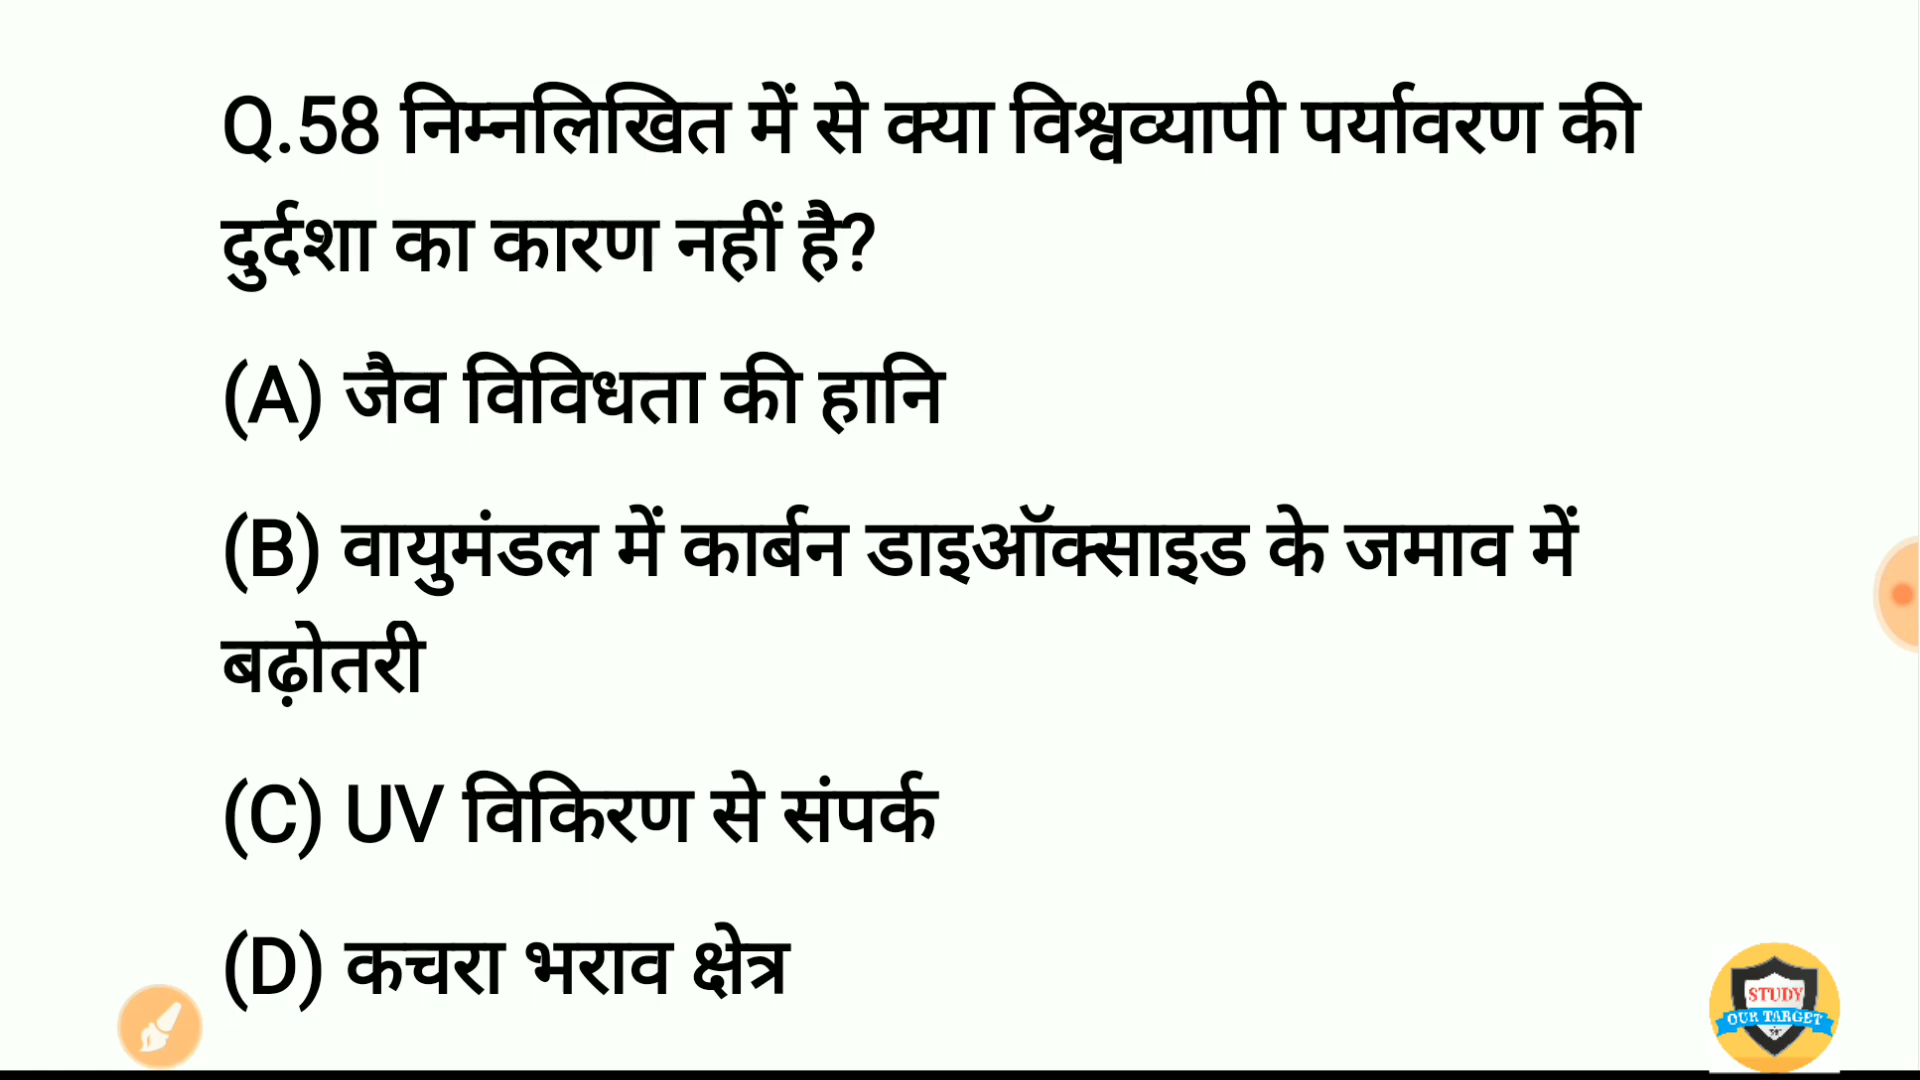 Q.58 निम्नलिखित में से क्या विश्वव्यापी पर्यावरण की
दुर्दशा का कारण नहीं है?
(A) जैव विविधता की हानि
(B) वायुमंडल में कार्बन डाइऑक्साइड के जमाव में
बढ़ोतरी
(C) UV विकिरण से संपर्क
(D) कचरा भराव क्षेत्र
STUDY
OUR TARGET